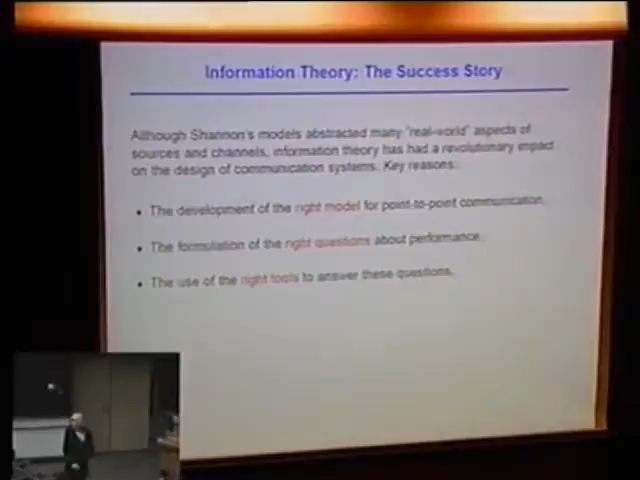 Information Theory: The Success Story
Although Shannon's models abstracted many "real-world" aspects of
sources and channels, information theory has had a revolutionary impact
on the design of communication systems. Key reasons:
• The development of the right model for point-to-point communication.
• The formulation of the right questions about performance.
• The use of the right tools to answer these questions.